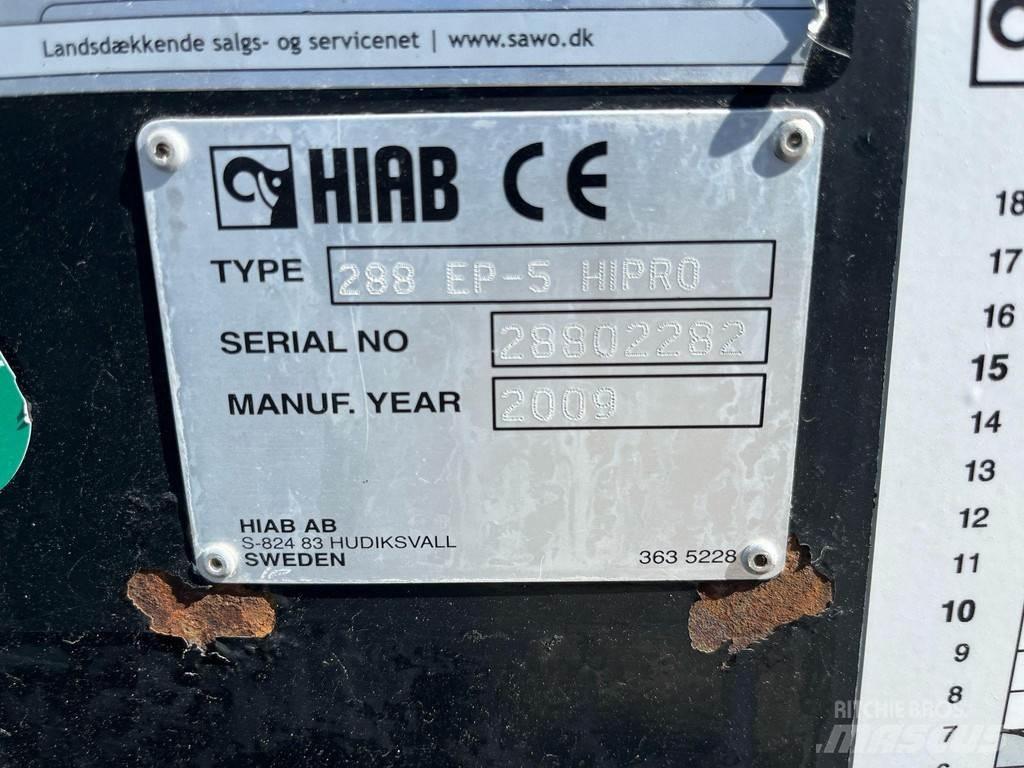 Landsdækkende salgs- og servicenet | www.sawo.dk
HIAB CE
TYPE 288 EP-5 HIPRO
SERIAL NO 28802282
MANUF. YEAR 2009
HIAB AB
S-824 83 HUDIKSVALL
SWEDEN
363 5228
18
17
16
15
14
13
12
11
10
9
8
7
RITCHIE BROS.
MASCUS